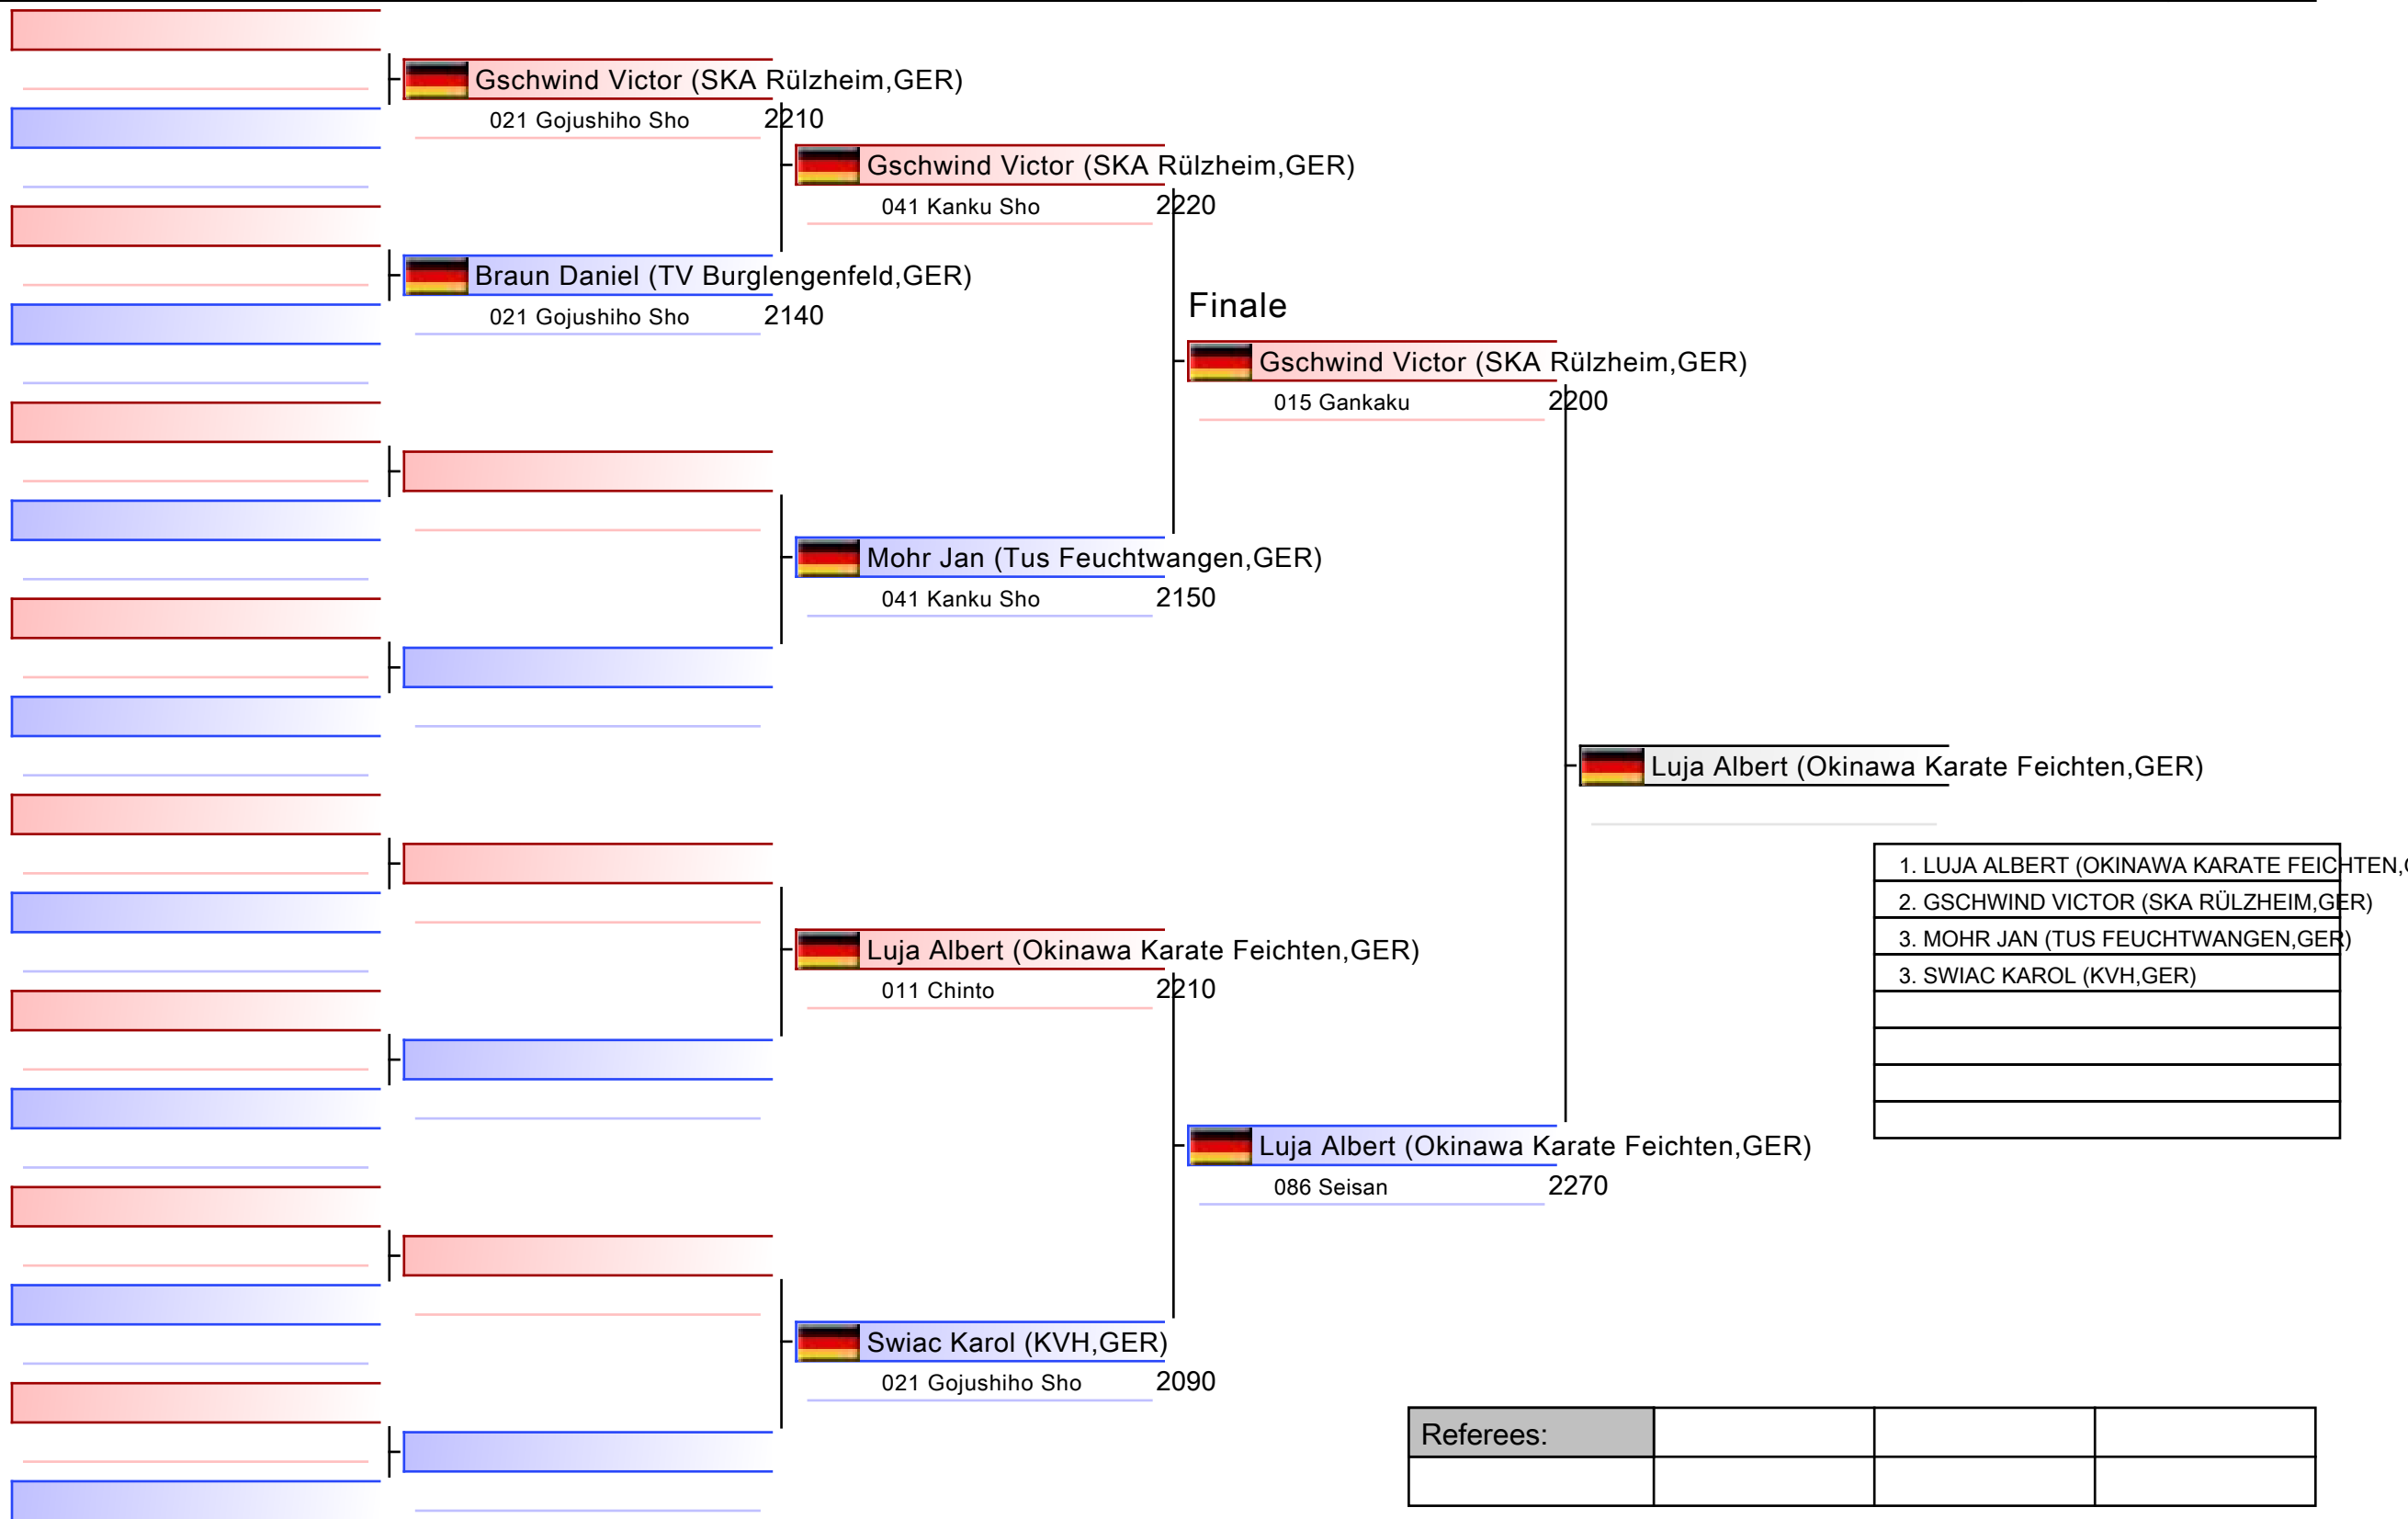 Gschwind Victor (SKA Rülzheim,GER)
021 Gojushiho Sho 2210
Braun Daniel (TV Burglengenfeld,GER)
021 Gojushiho Sho 2140
Gschwind Victor (SKA Rülzheim,GER)
041 Kanku Sho 2220
Mohr Jan (Tus Feuchtwangen,GER)
041 Kanku Sho 2150
Luja Albert (Okinawa Karate Feichten,GER)
011 Chinto 2210
Swiac Karol (KVH,GER)
021 Gojushiho Sho 2090
Finale
Gschwind Victor (SKA Rülzheim,GER)
015 Gankaku 2200
Luja Albert (Okinawa Karate Feichten,GER)
086 Seisan 2270
Luja Albert (Okinawa Karate Feichten,GER)
1. LUJA ALBERT (OKINAWA KARATE FEICHTEN,
2. GSCHWIND VICTOR (SKA RÜLZHEIM,GER)
3. MOHR JAN (TUS FEUCHTWANGEN,GER)
3. SWIAC KAROL (KVH,GER)
Referees: